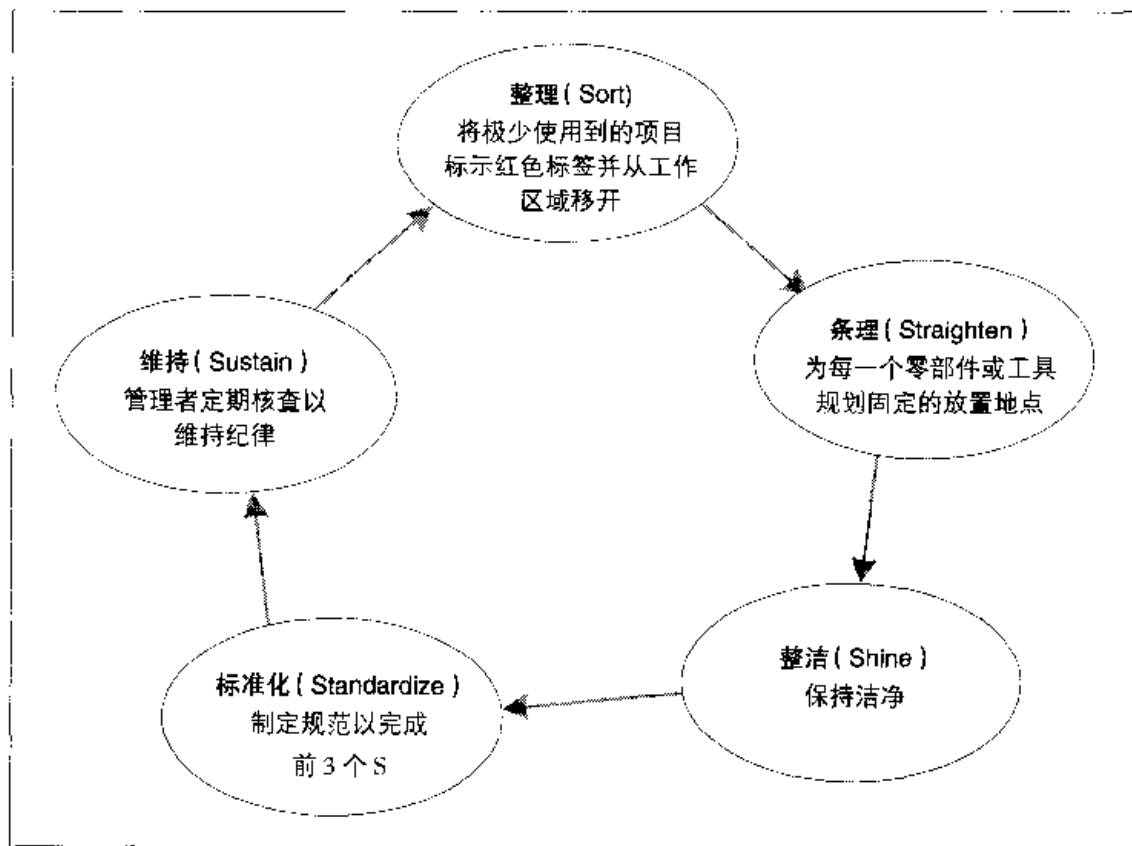 整理( Sort)
将极少使用到的项目
标示红色标签并从工作
区域移开
条理( Straighten )
为每一个零部件或工具
规划固定的放置地点
整洁( Shine )
保持洁净
标准化( Standardize )
制定规范以完成
前 3 个 S
维持( Sustain )
管理者定期核查以
维持纪律